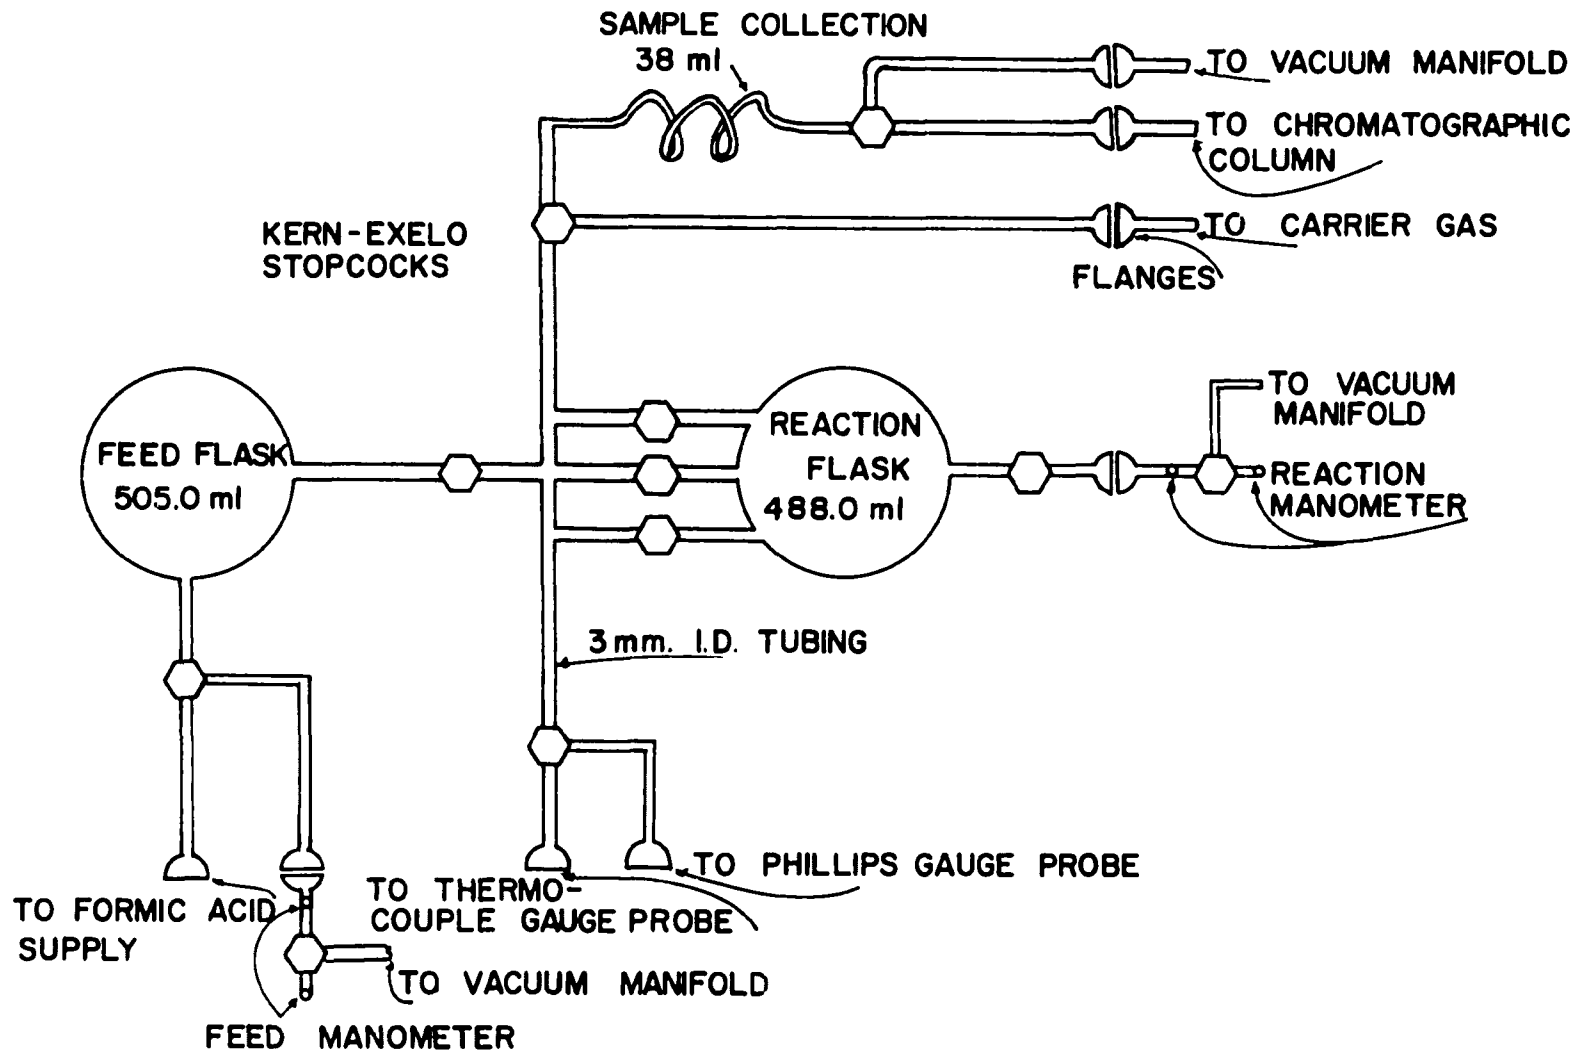 SAMPLE COLLECTION
38 ml
TO VACUUM MANIFOLD
TO CHROMATOGRAPHIC
COLUMN
KERN-EXELO
STOPCOCKS
TO CARRIER GAS
FLANGES
FEED FLASK
505.0 ml
REACTION
FLASK
488.0 ml
TO VACUUM
MANIFOLD
REACTION
MANOMETER
3 mm. I.D. TUBING
TO PHILLIPS GAUGE PROBE
TO THERMO-
COUPLE GAUGE PROBE
TO FORMIC ACID
SUPPLY
TO VACUUM MANIFOLD
FEED MANOMETER